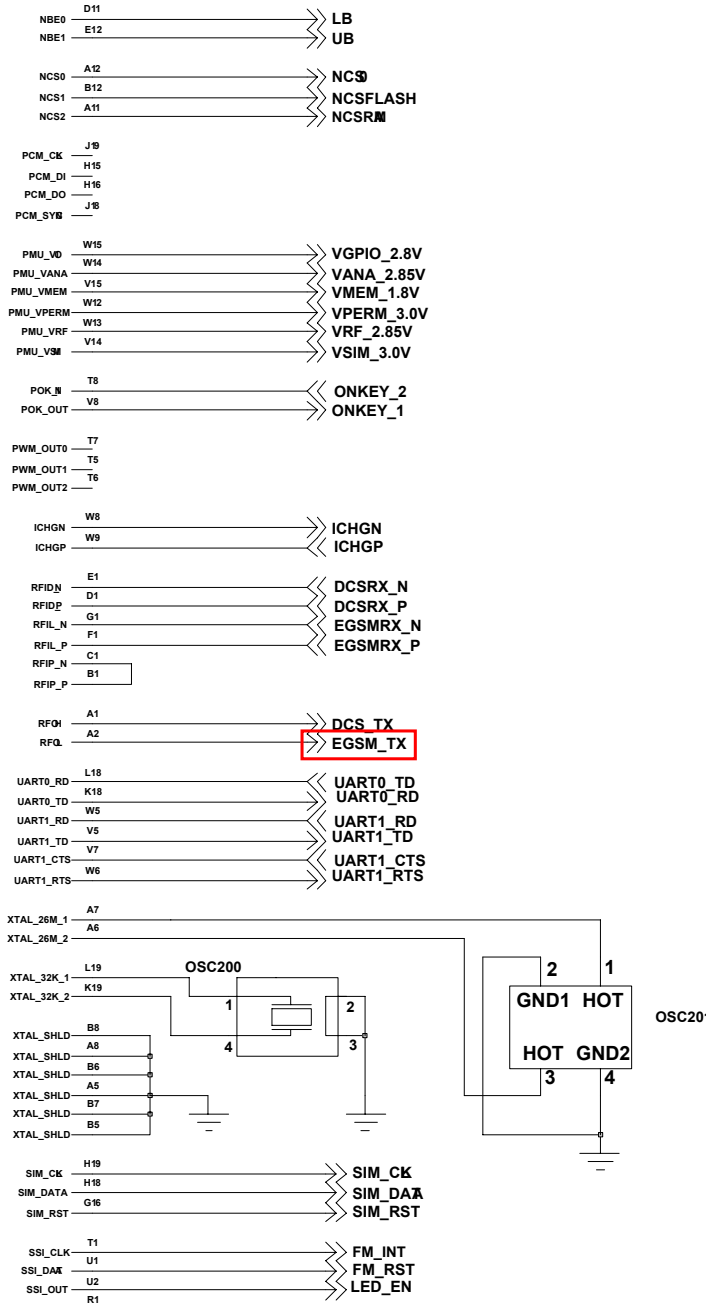 NBE0 D11 LB
NBE1 E12 UB
NCS0 A12 NCS0
NCS1 B12 NCSFLASH
NCS2 A11 NCSRAM
PCM_CLK J19
PCM_DI H15
PCM_DO H16
PCM_SYNC J18
PMU_VIO W15 VGPIO_2.8V
PMU_VANA W14 VANA_2.85V
PMU_VMEM V15 VMEM_1.8V
PMU_VPERM W12 VPERM_3.0V
PMU_VRF W13 VRF_2.85V
PMU_VSIM V14 VSIM_3.0V
POK_IN T8 ONKEY_2
POK_OUT V8 ONKEY_1
PWM_OUT0 T7
PWM_OUT1 T5
PWM_OUT2 T6
ICHGN W8 ICHGN
ICHGP W9 ICHGP
RFID_N E1 DCSRX_N
RFID_P D1 DCSRX_P
RFIL_N G1 EGSMRX_N
RFIL_P F1 EGSMRX_P
RFIP_N C1
RFIP_P B1
RFOH A1 DCS_TX
RFOL A2 EGSM_TX
UART0_RD L18 UART0_TD
UART0_TD K18 UART0_RD
UART1_RD W5 UART1_RD
UART1_TD V5 UART1_TD
UART1_CTS V7 UART1_CTS
UART1_RTS W6 UART1_RTS
XTAL_26M_1 A7
XTAL_26M_2 A6
XTAL_32K_1 L19 OSC200
XTAL_32K_2 K19
1 2
4 3
2 1
GND1 HOT
OSC201
HOT GND2
3 4
XTAL_SHLD B8
XTAL_SHLD A8
XTAL_SHLD B6
XTAL_SHLD A5
XTAL_SHLD B7
XTAL_SHLD B5
SIM_CLK H19 SIM_CLK
SIM_DATA H18 SIM_DATA
SIM_RST G16 SIM_RST
SSI_CLK T1 FM_INT
SSI_DAT U1 FM_RST
SSI_OUT U2 LED_EN
R1